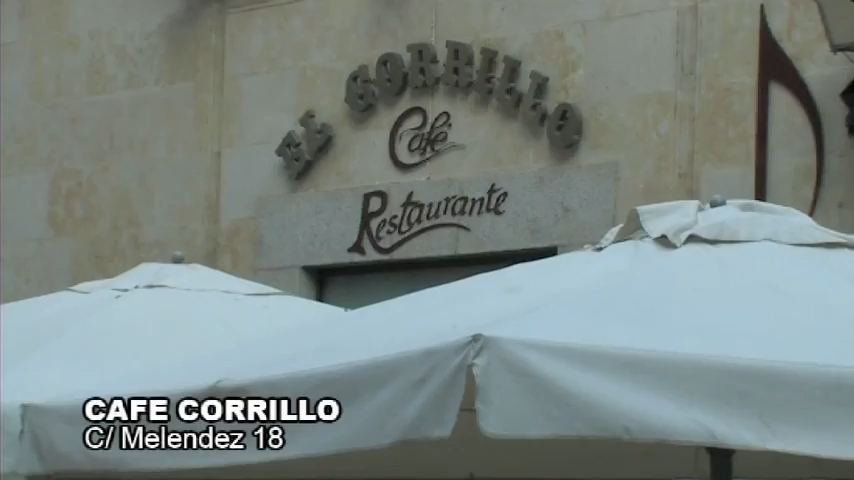 EL CORRILLO
Café
Restaurante
CAFE CORRILLO
C/ Melendez 18